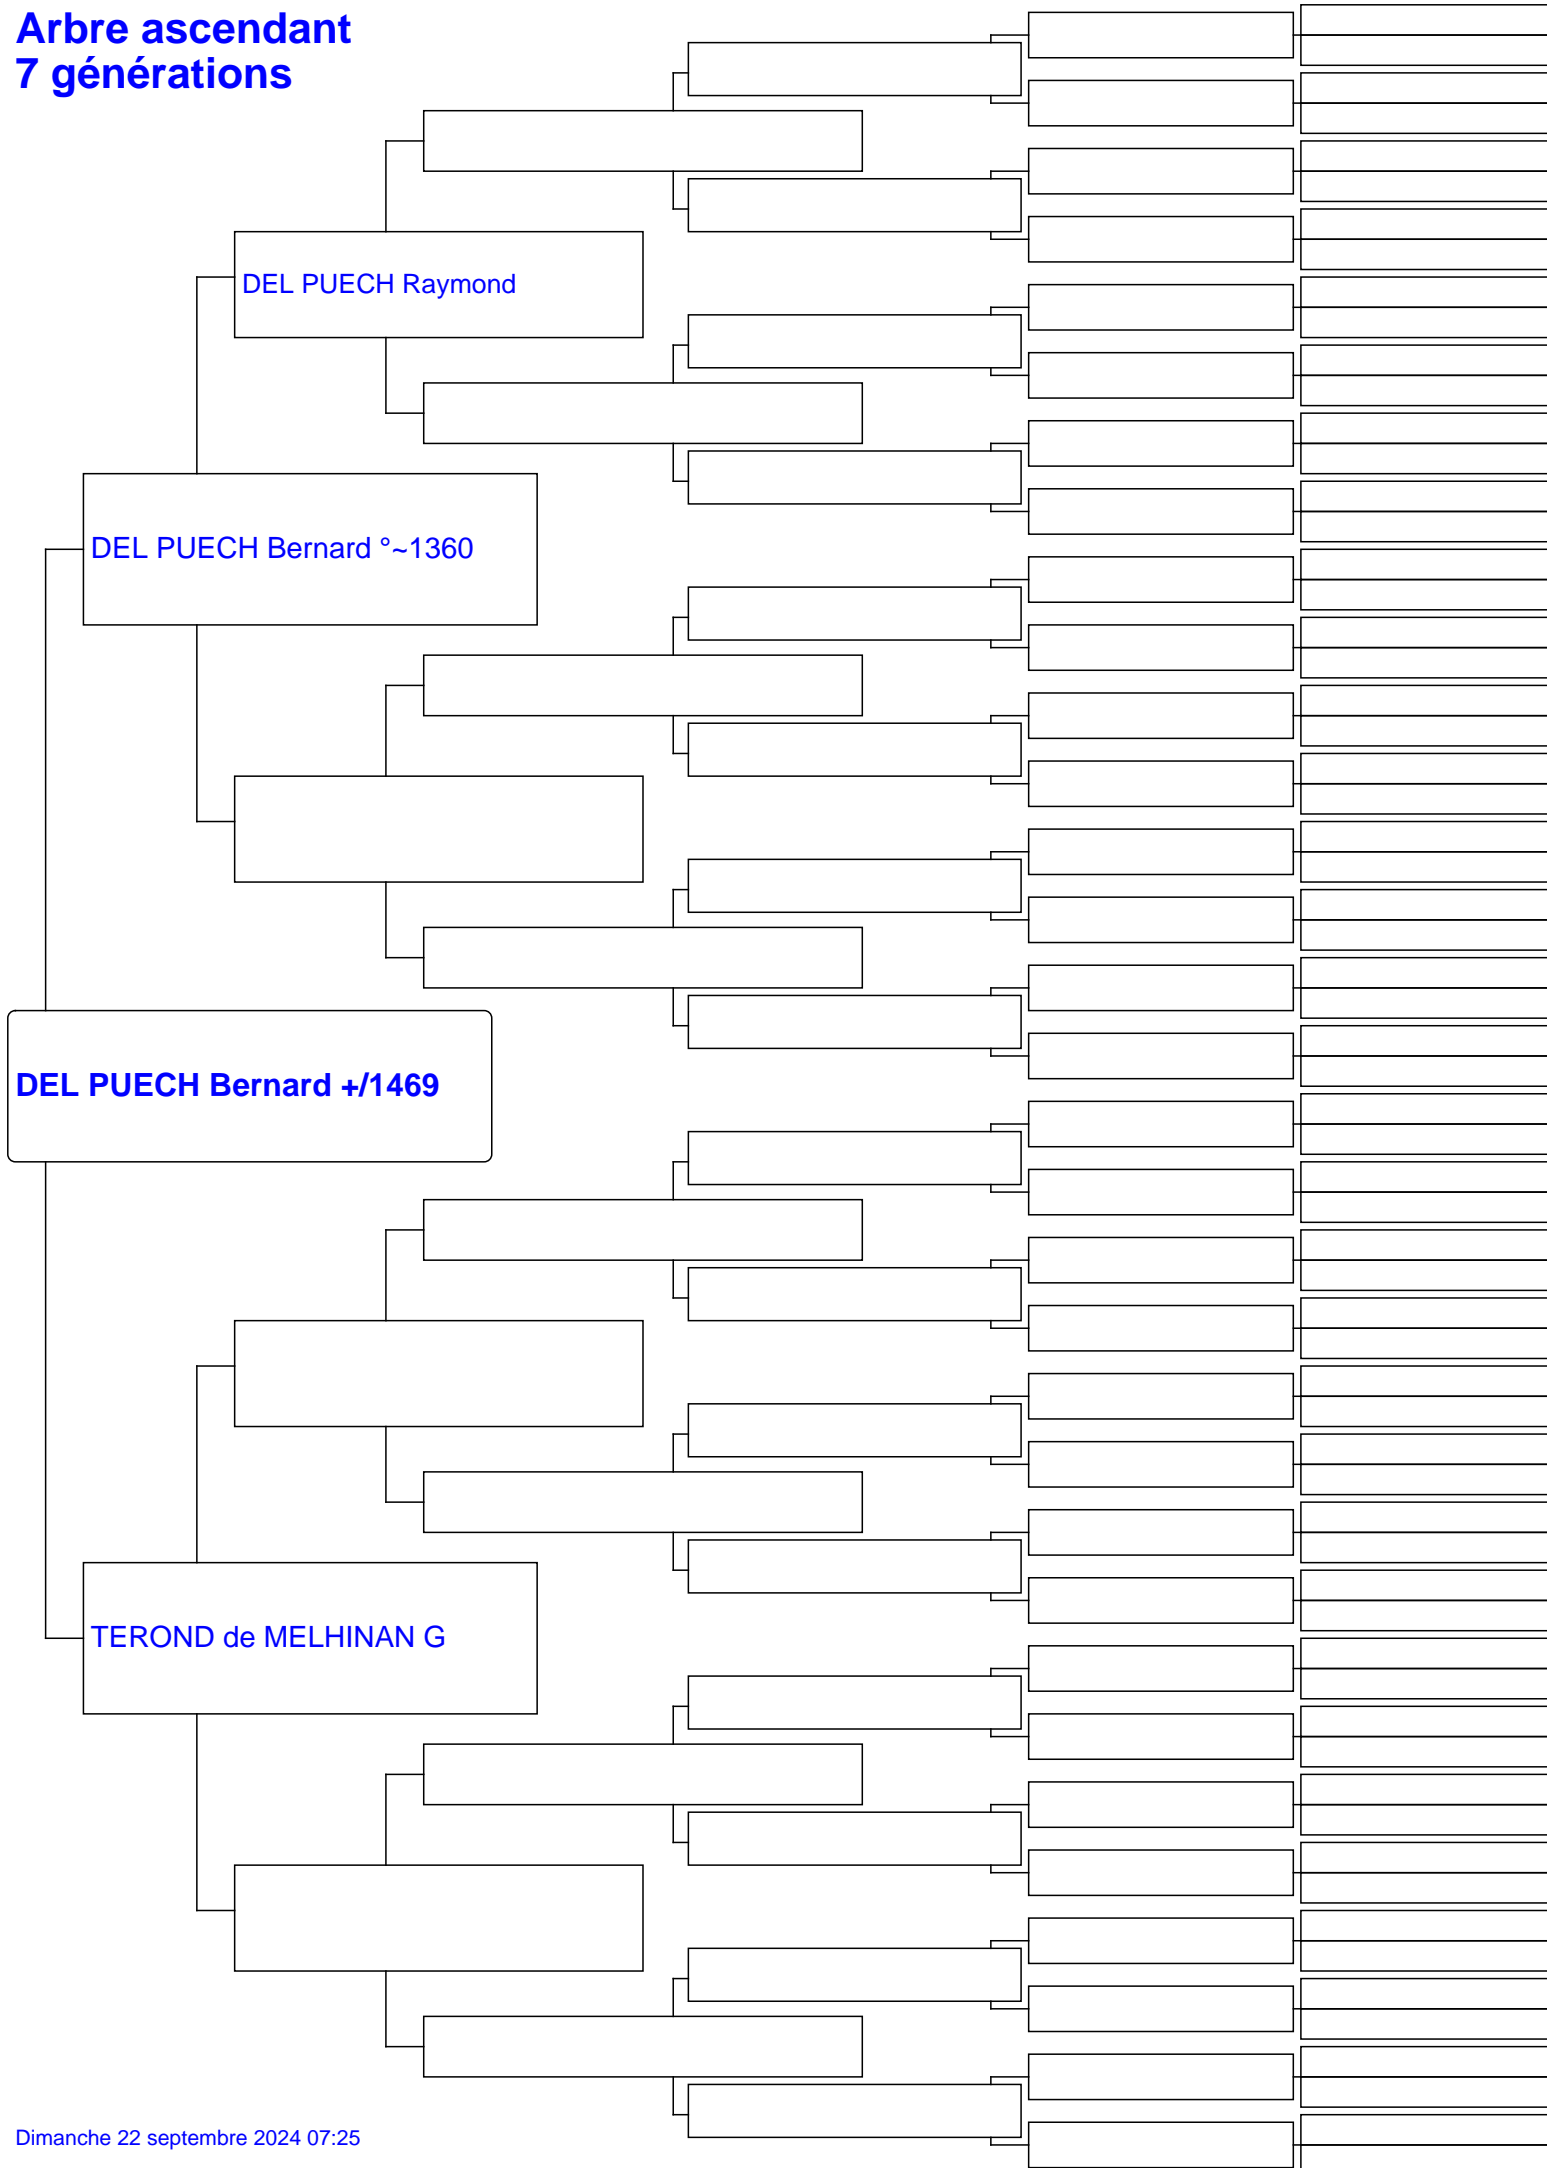 Arbre ascendant
7 générations
DEL PUECH Raymond
DEL PUECH Bernard °~1360
DEL PUECH Bernard +/1469
TEROND de MELHINAN G
Dimanche 22 septembre 2024 07:25